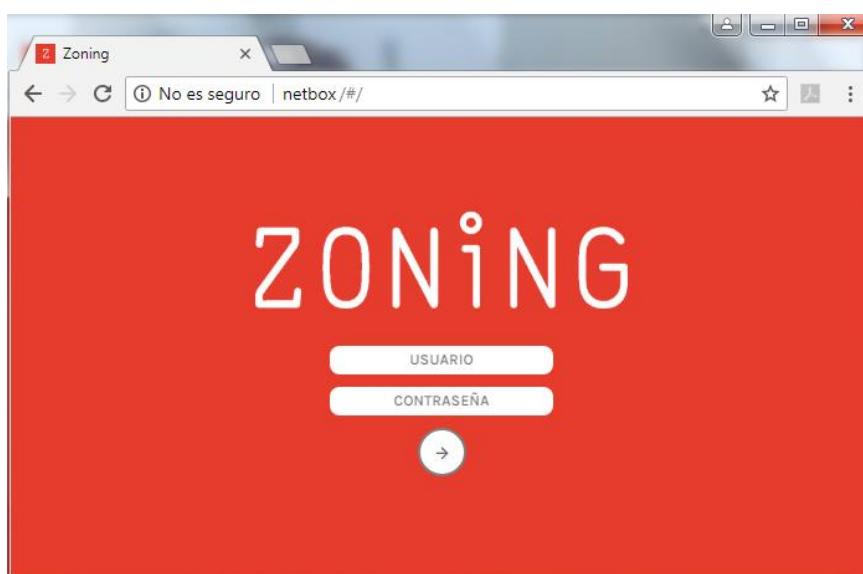 Zoning
No es seguro netbox/#/
ZONiNG
USUARIO
CONTRASEÑA